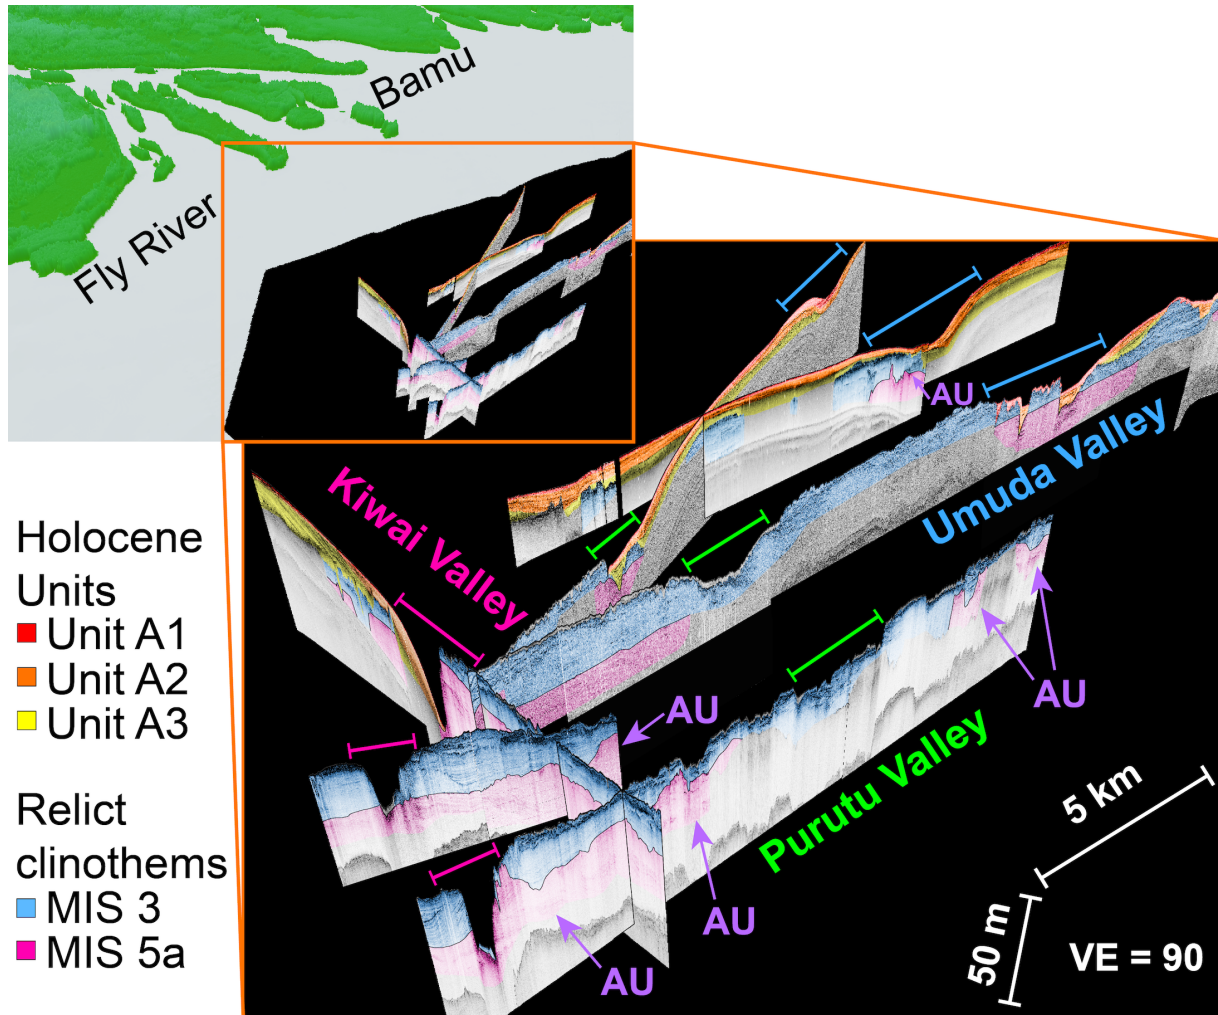 Bamu
Fly River
AU
Kiwai Valley
Umuda Valley
Holocene
Units
Unit A1
Unit A2
Unit A3
AU
AU
Purutu Valley
Relict
clinothems
MIS 3
MIS 5a
5 km
AU
AU
50 m
VE = 90